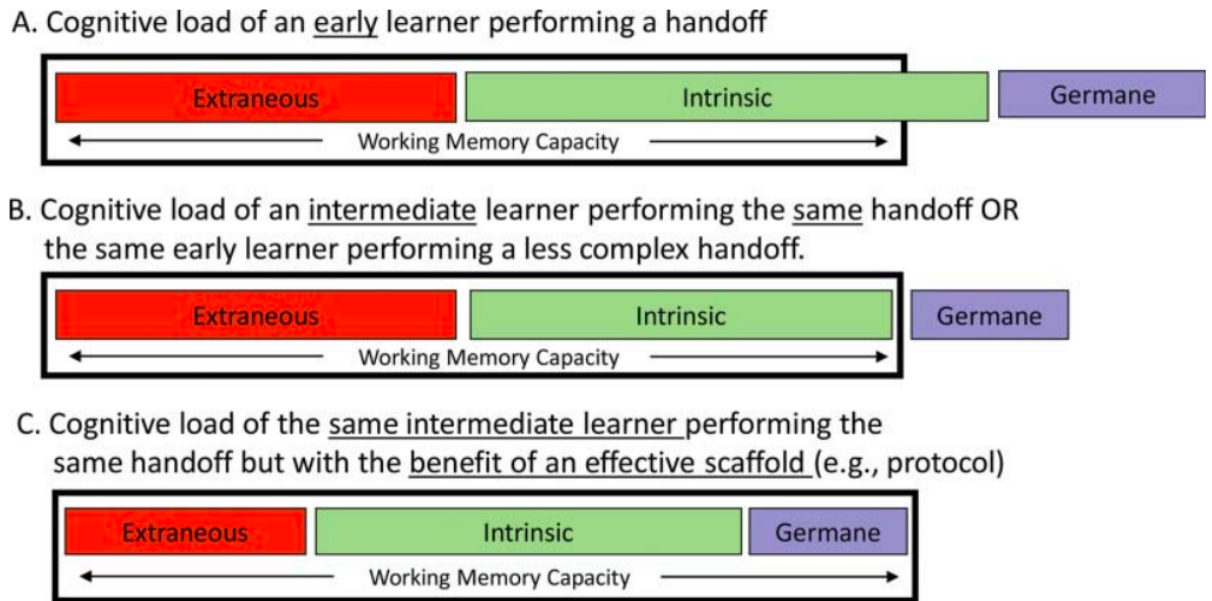 A. Cognitive load of an early learner performing a handoff
Extraneous Intrinsic Germane
Working Memory Capacity
B. Cognitive load of an intermediate learner performing the same handoff OR
the same early learner performing a less complex handoff.
Extraneous Intrinsic Germane
Working Memory Capacity
C. Cognitive load of the same intermediate learner performing the
same handoff but with the benefit of an effective scaffold (e.g., protocol)
Extraneous Intrinsic Germane
Working Memory Capacity